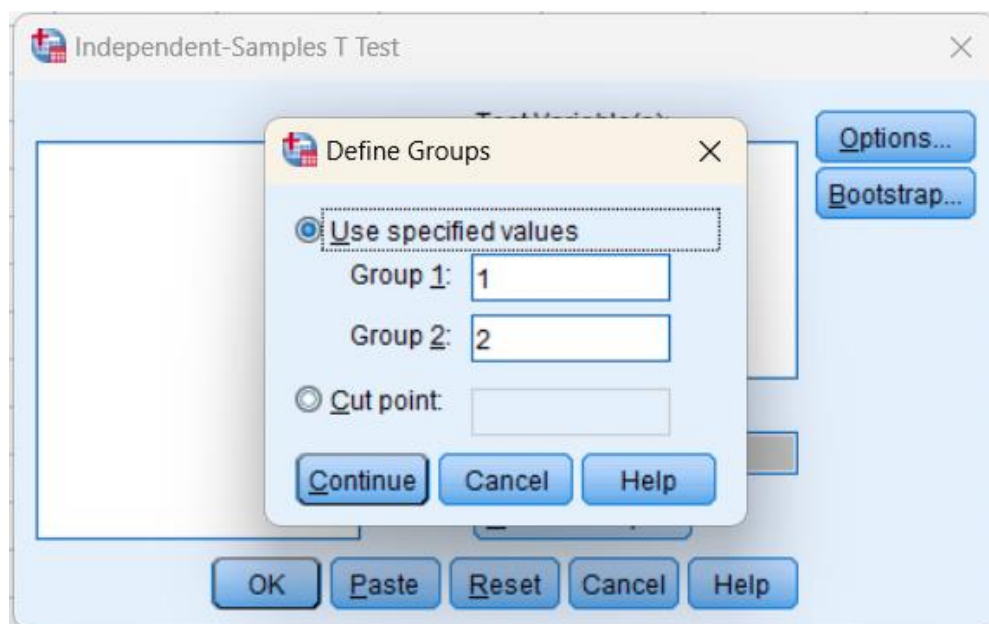 Independent-Samples T Test
Options...
Bootstrap...
Define Groups
Use specified values
Group 1: 1
Group 2: 2
Cut point:
Continue Cancel Help
OK Paste Reset Cancel Help